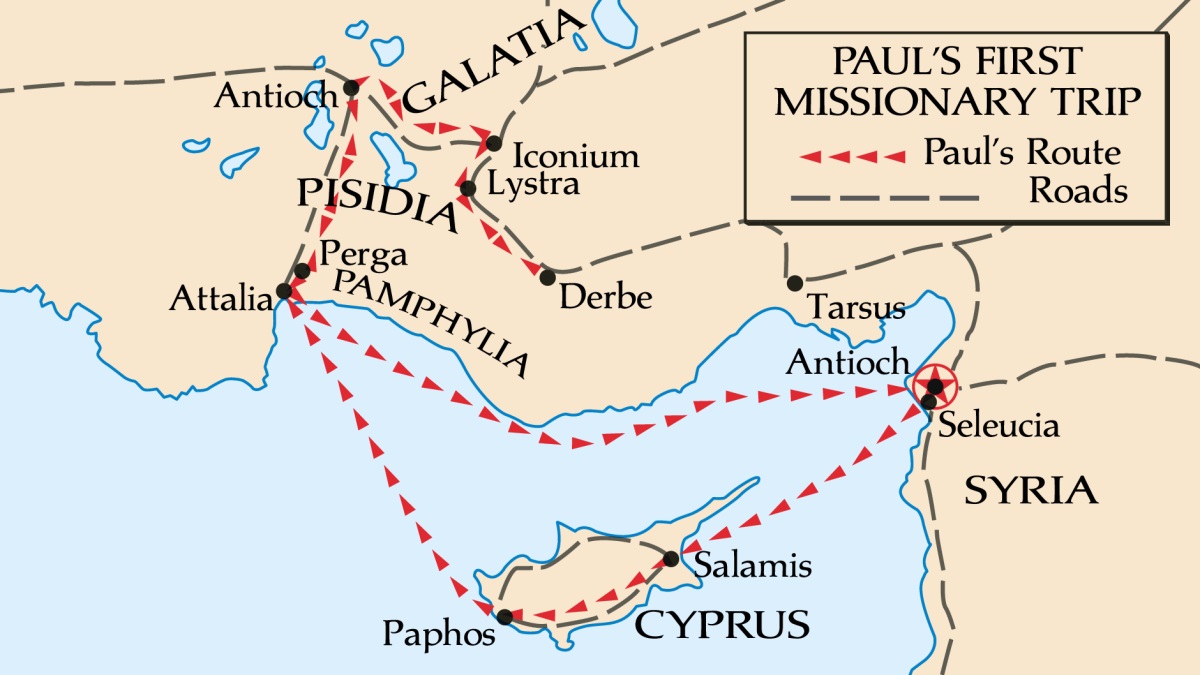 PAUL'S FIRST
MISSIONARY TRIP
Paul's Route
Roads
GALATIA
Antioch
Iconium
Lystra
PISIDIA
Perga
PAMPHYLIA
Attalia
Derbe
Tarsus
Antioch
Seleucia
SYRIA
Salamis
CYPRUS
Paphos